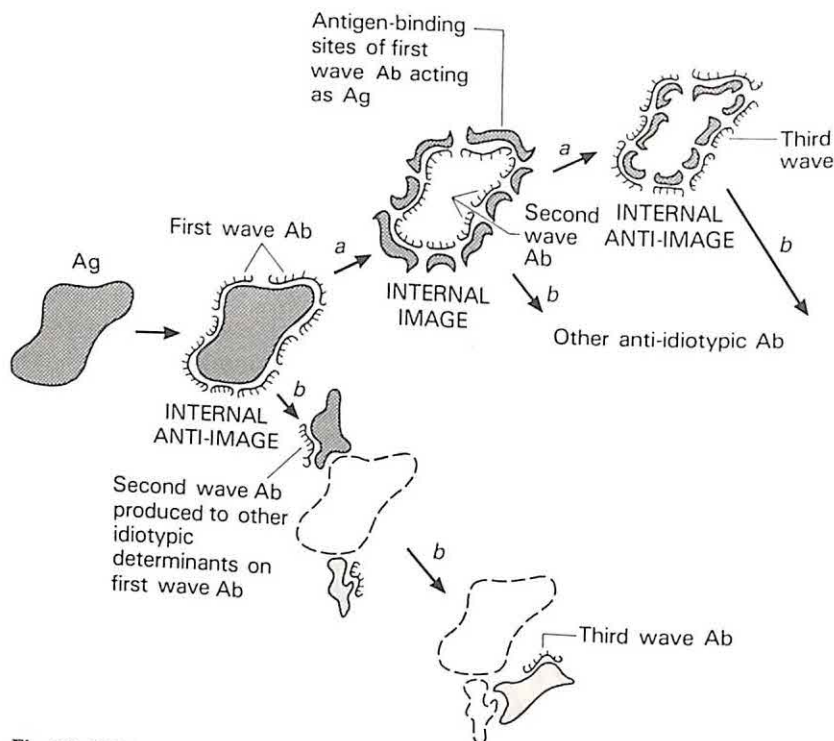 Antigen-binding
sites of first
wave Ab acting
as Ag
a
Third
wave
First wave Ab
Second
wave
Ab
INTERNAL
ANTI-IMAGE
b
Ag
a
INTERNAL
IMAGE
b
Other anti-idiotypic Ab
b
INTERNAL
ANTI-IMAGE
Second wave Ab
produced to other
idiotypic
determinants on
first wave Ab
b
Third wave Ab